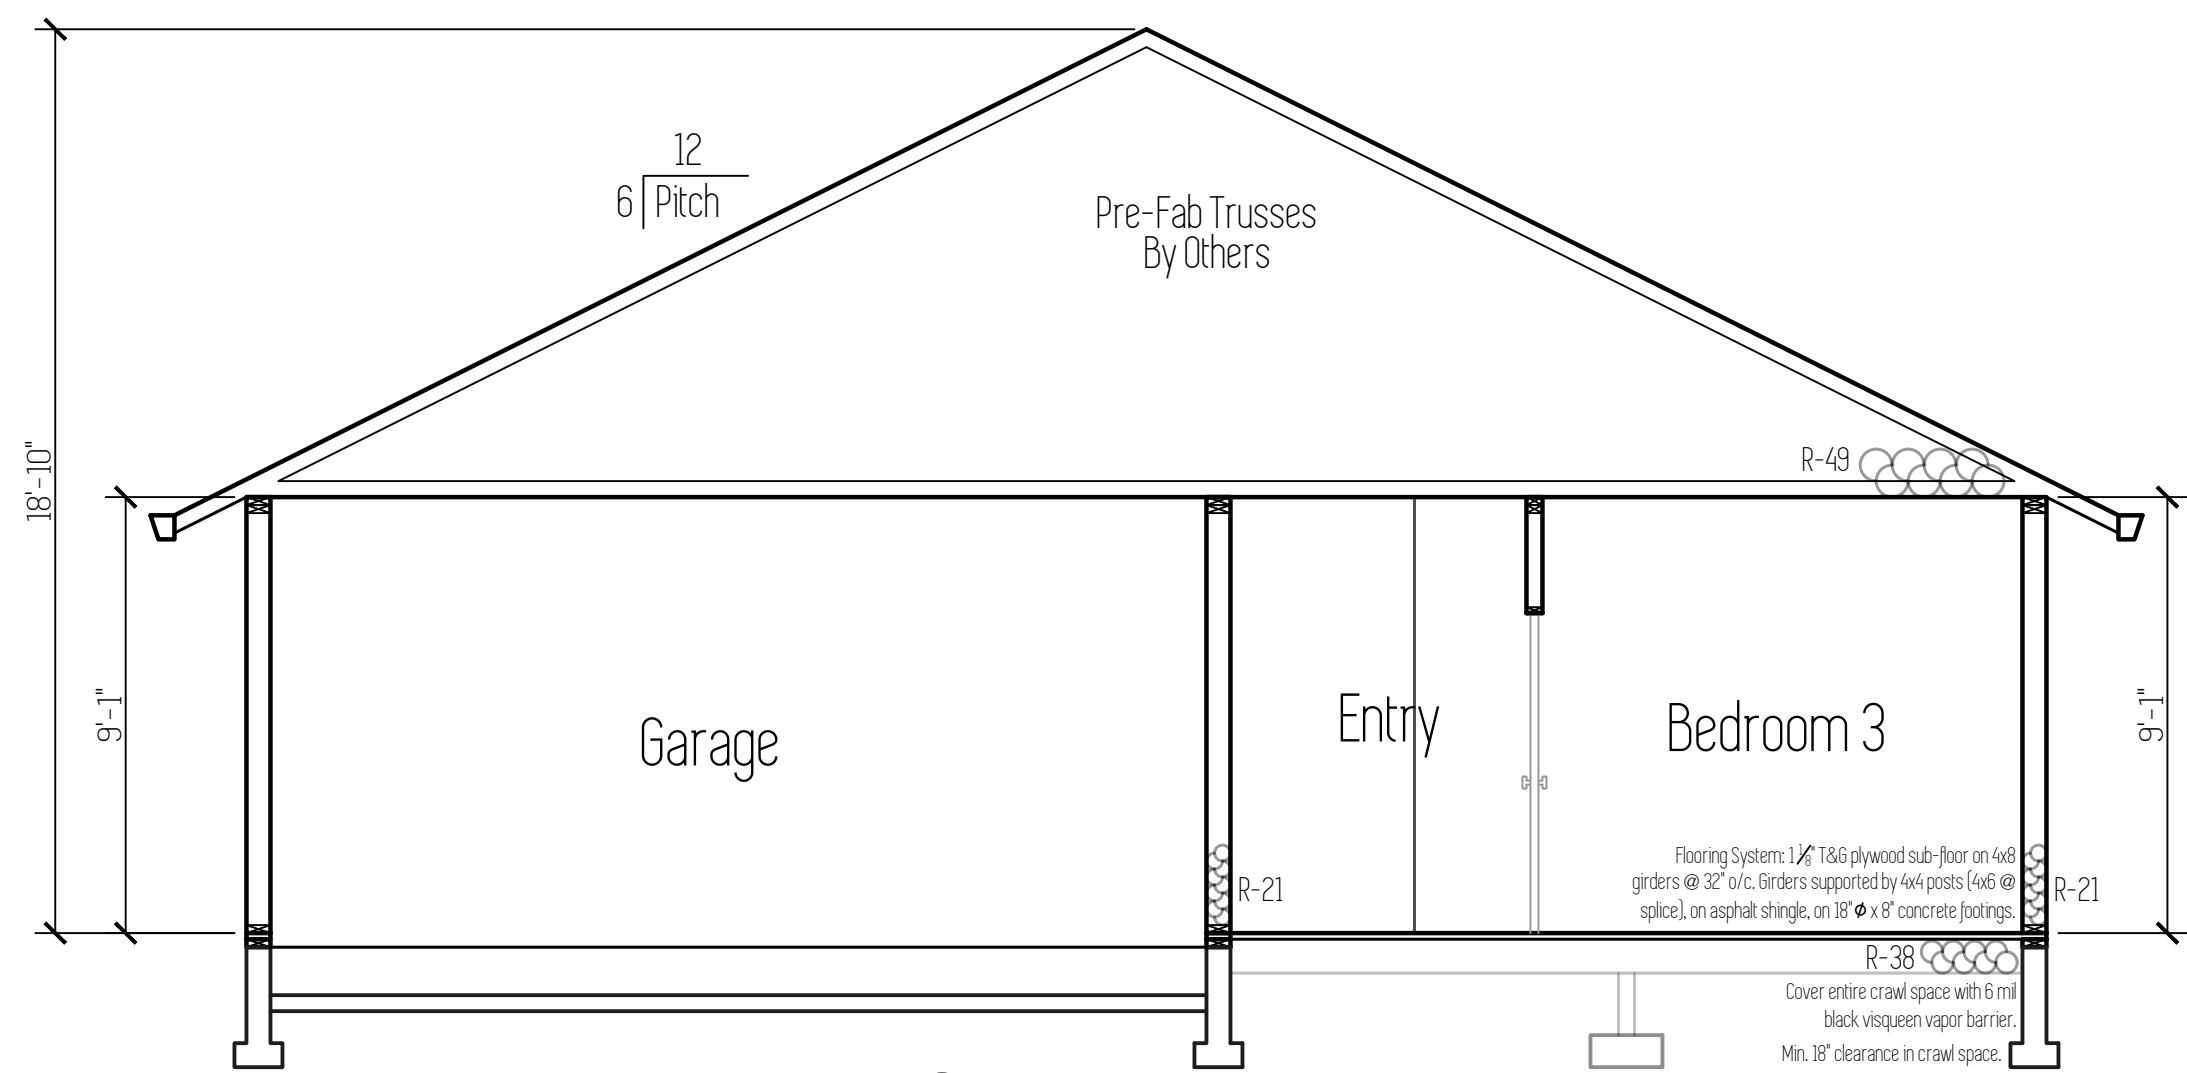 12
6 Pitch
Pre-Fab Trusses
By Others
18'-10"
R-49
9'-1"
9'-1"
Garage
Entry
Bedroom 3
Flooring System: 1 1/8" T&G plywood sub-floor on 4x8
girders @ 32" o/c. Girders supported by 4x4 posts (4x6 @
splice), on asphalt shingle, on 18"ø x 8" concrete footings.
R-21
R-21
R-38
Cover entire crawl space with 6 mil
black visqueen vapor barrier.
Min. 18" clearance in crawl space.